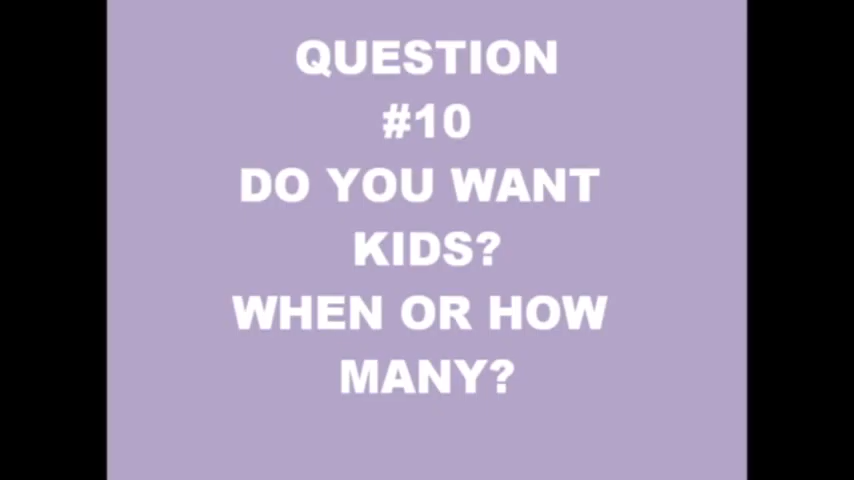 QUESTION
#10
DO YOU WANT
KIDS?
WHEN OR HOW
MANY?